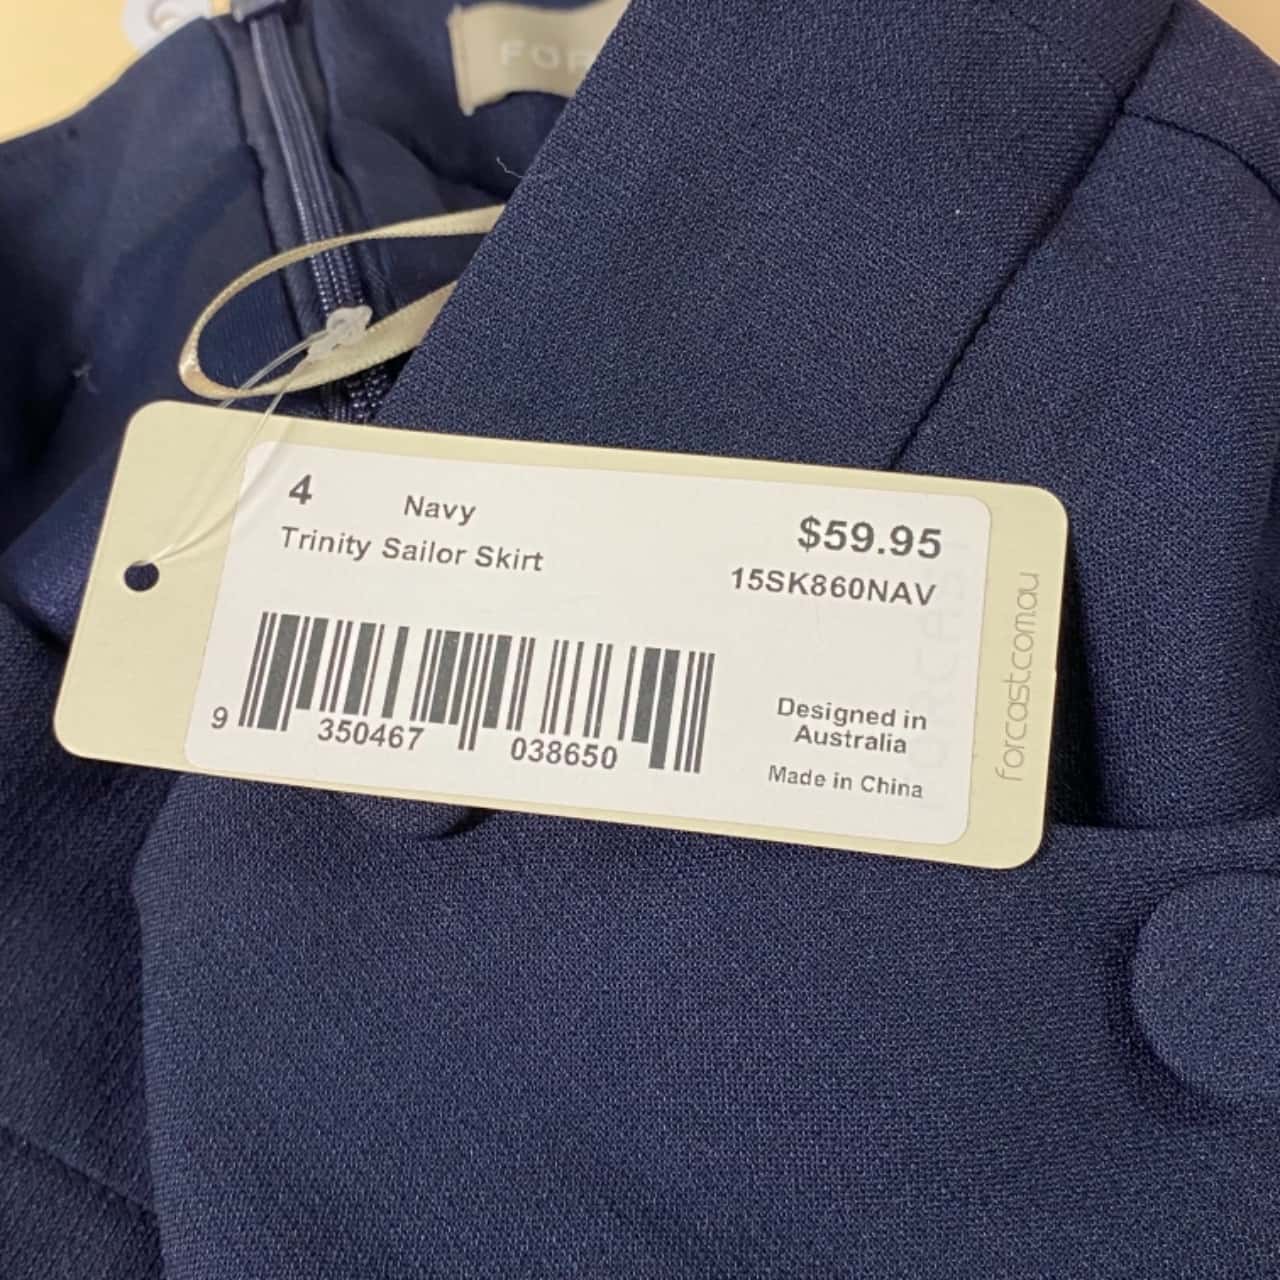 4 Navy
$59.95
Trinity Sailor Skirt
15SK860NAV
9 350467 038650
Designed in
Australia
Made in China
forcast.com.au
FORCAST